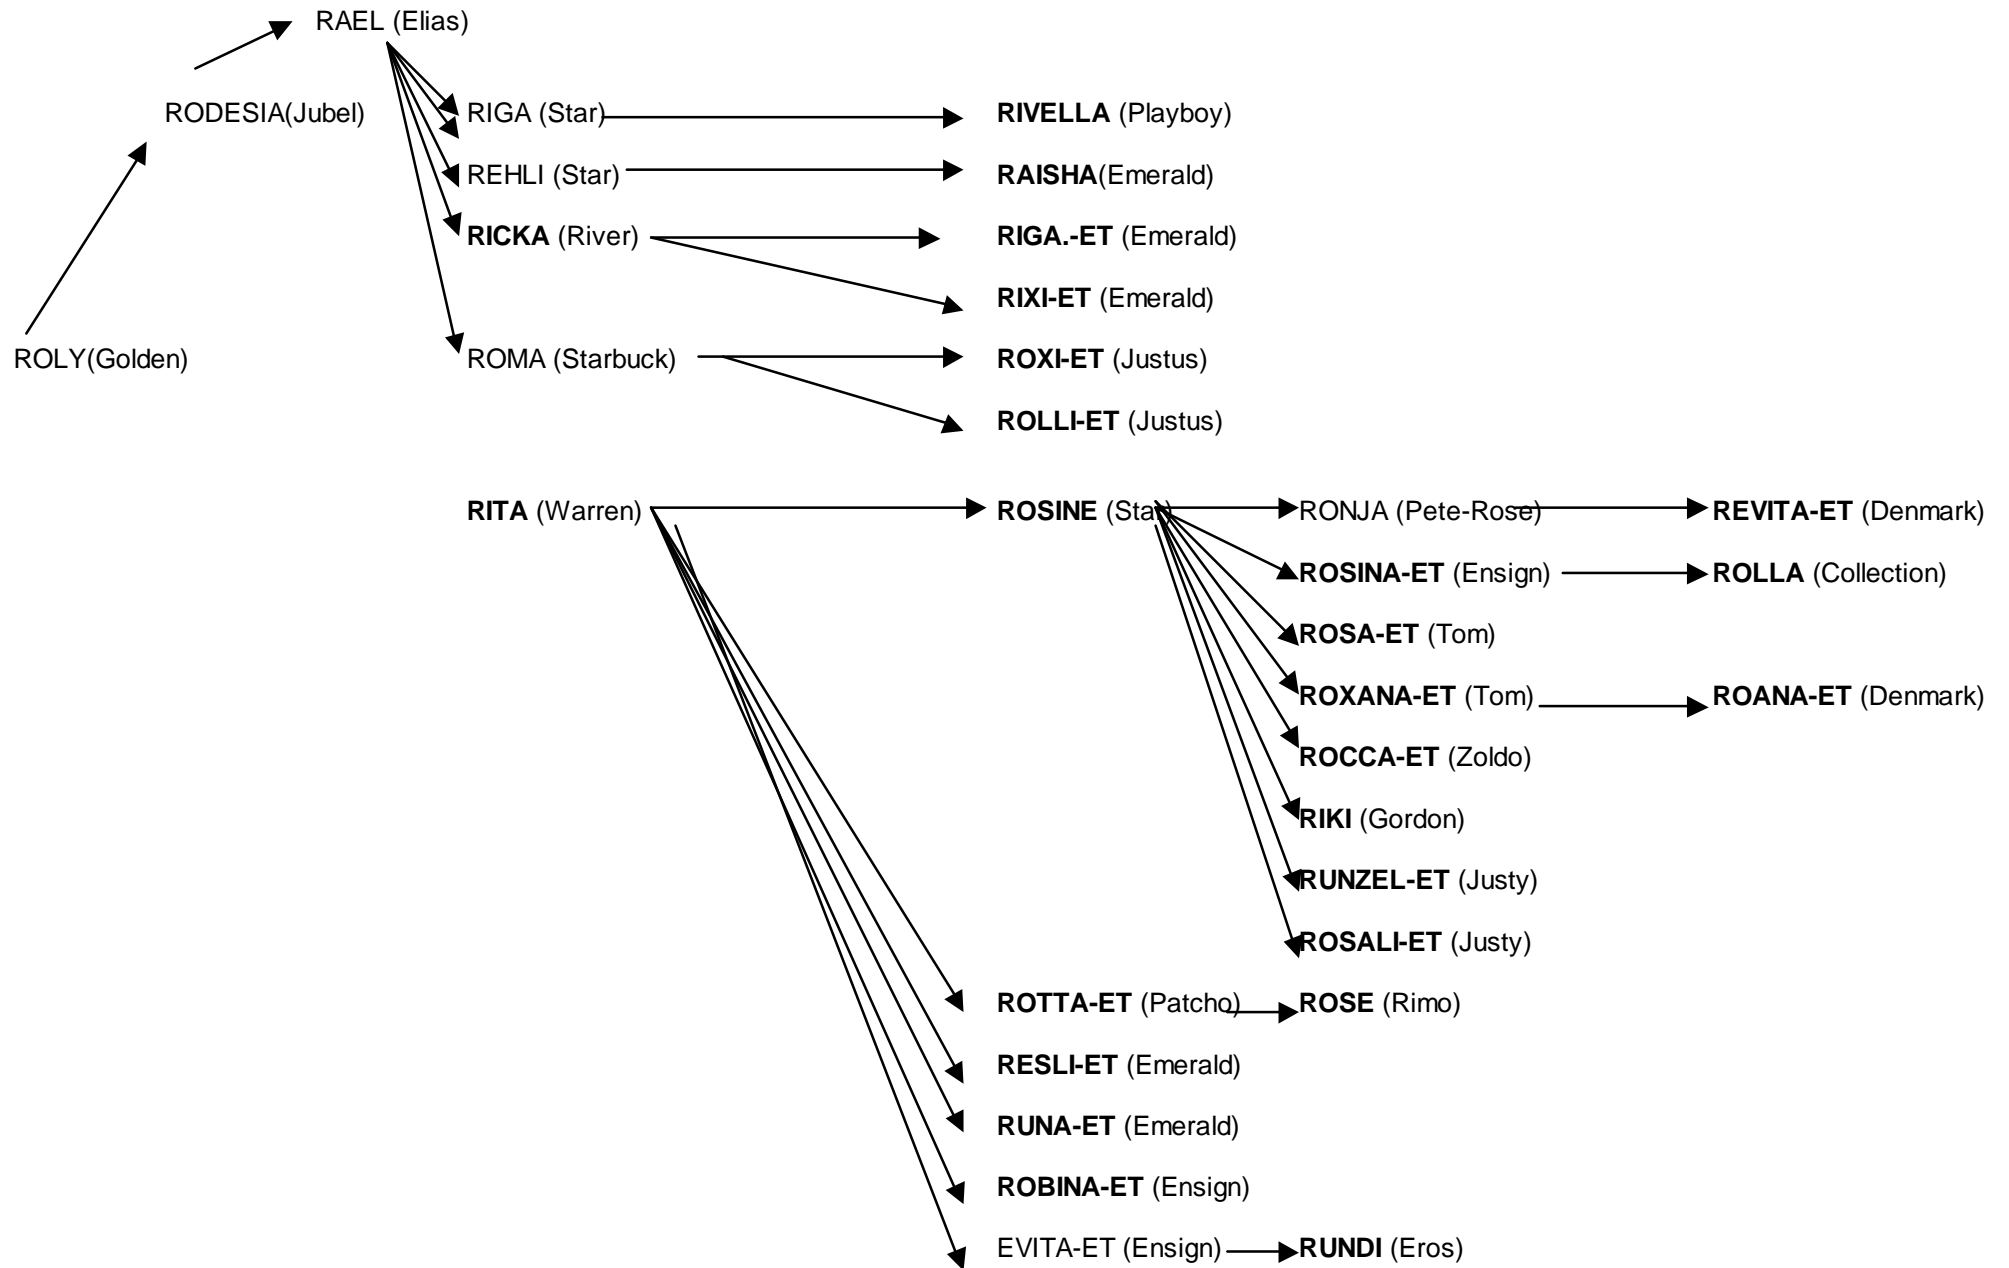 RAEL (Elias)
RODESIA(Jubel) RIGA (Star) RIVELLA (Playboy)
REHLI (Star) RAISHA(Emerald)
RICKA (River) RIGA.-ET (Emerald)
RIXI-ET (Emerald)
ROLY(Golden) ROMA (Starbuck) ROXI-ET (Justus)
ROLLI-ET (Justus)
RITA (Warren) ROSINE (Star) RONJA (Pete-Rose) REVITA-ET (Denmark)
ROSINA-ET (Ensign) ROLLA (Collection)
ROSA-ET (Tom)
ROXANA-ET (Tom) ROANA-ET (Denmark)
ROCCA-ET (Zoldo)
RIKI (Gordon)
RUNZEL-ET (Justy)
ROSALI-ET (Justy)
ROTTA-ET (Patcho) ROSE (Rimo)
RESLI-ET (Emerald)
RUNA-ET (Emerald)
ROBINA-ET (Ensign)
EVITA-ET (Ensign) RUNDI (Eros)